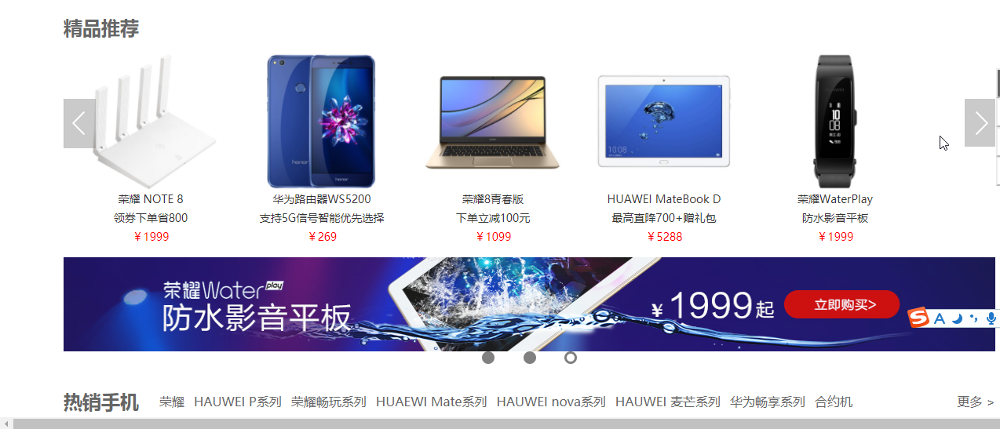 精品推荐
honor
honor
10
08
10:08
荣耀 NOTE 8
华为路由器WS5200
荣耀8青春版
HUAWEI MateBook D
荣耀WaterPlay
领券下单省800
支持5G信号智能优先选择
下单立减100元
最高直降700+赠礼包
防水影音平板
￥1999
￥269
￥1099
￥5288
￥1999
荣耀Water play
防水影音平板
¥ 1999起
立即购买>
S A
热销手机 荣耀 HAUWEI P系列 荣耀畅玩系列 HUAEWI Mate系列 HAUWEI nova系列 HAUWEI 麦芒系列 华为畅享系列 合约机 更多 >